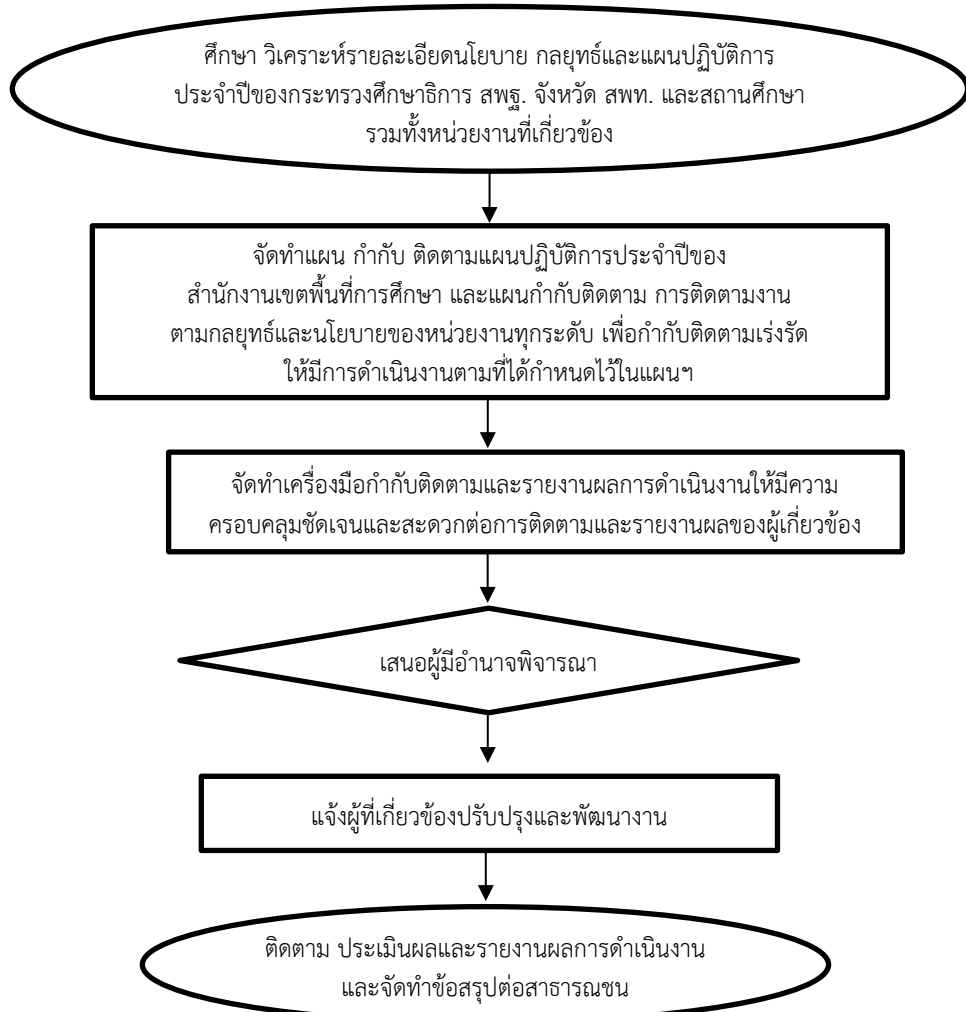 ศึกษา วิเคราะห์รายละเอียดนโยบาย กลยุทธ์และแผนปฏิบัติการ
ประจำปีของกระทรวงศึกษาธิการ สพฐ. จังหวัด สพท. และสถานศึกษา
รวมทั้งหน่วยงานที่เกี่ยวข้อง
จัดทำแผน กำกับ ติดตามแผนปฏิบัติการประจำปีของ
สำนักงานเขตพื้นที่การศึกษา และแผนกำกับติดตาม การติดตามงาน
ตามกลยุทธ์และนโยบายของหน่วยงานทุกระดับ เพื่อกำกับติดตามเร่งรัด
ให้มีการดำเนินงานตามที่ได้กำหนดไว้ในแผนฯ
จัดทำเครื่องมือกำกับติดตามและรายงานผลการดำเนินงานให้มีความ
ครอบคลุมชัดเจนและสะดวกต่อการติดตามและรายงานผลของผู้เกี่ยวข้อง
เสนอผู้มีอำนาจพิจารณา
แจ้งผู้ที่เกี่ยวข้องปรับปรุงและพัฒนางาน
ติดตาม ประเมินผลและรายงานผลการดำเนินงาน
และจัดทำข้อสรุปต่อสาธารณชน